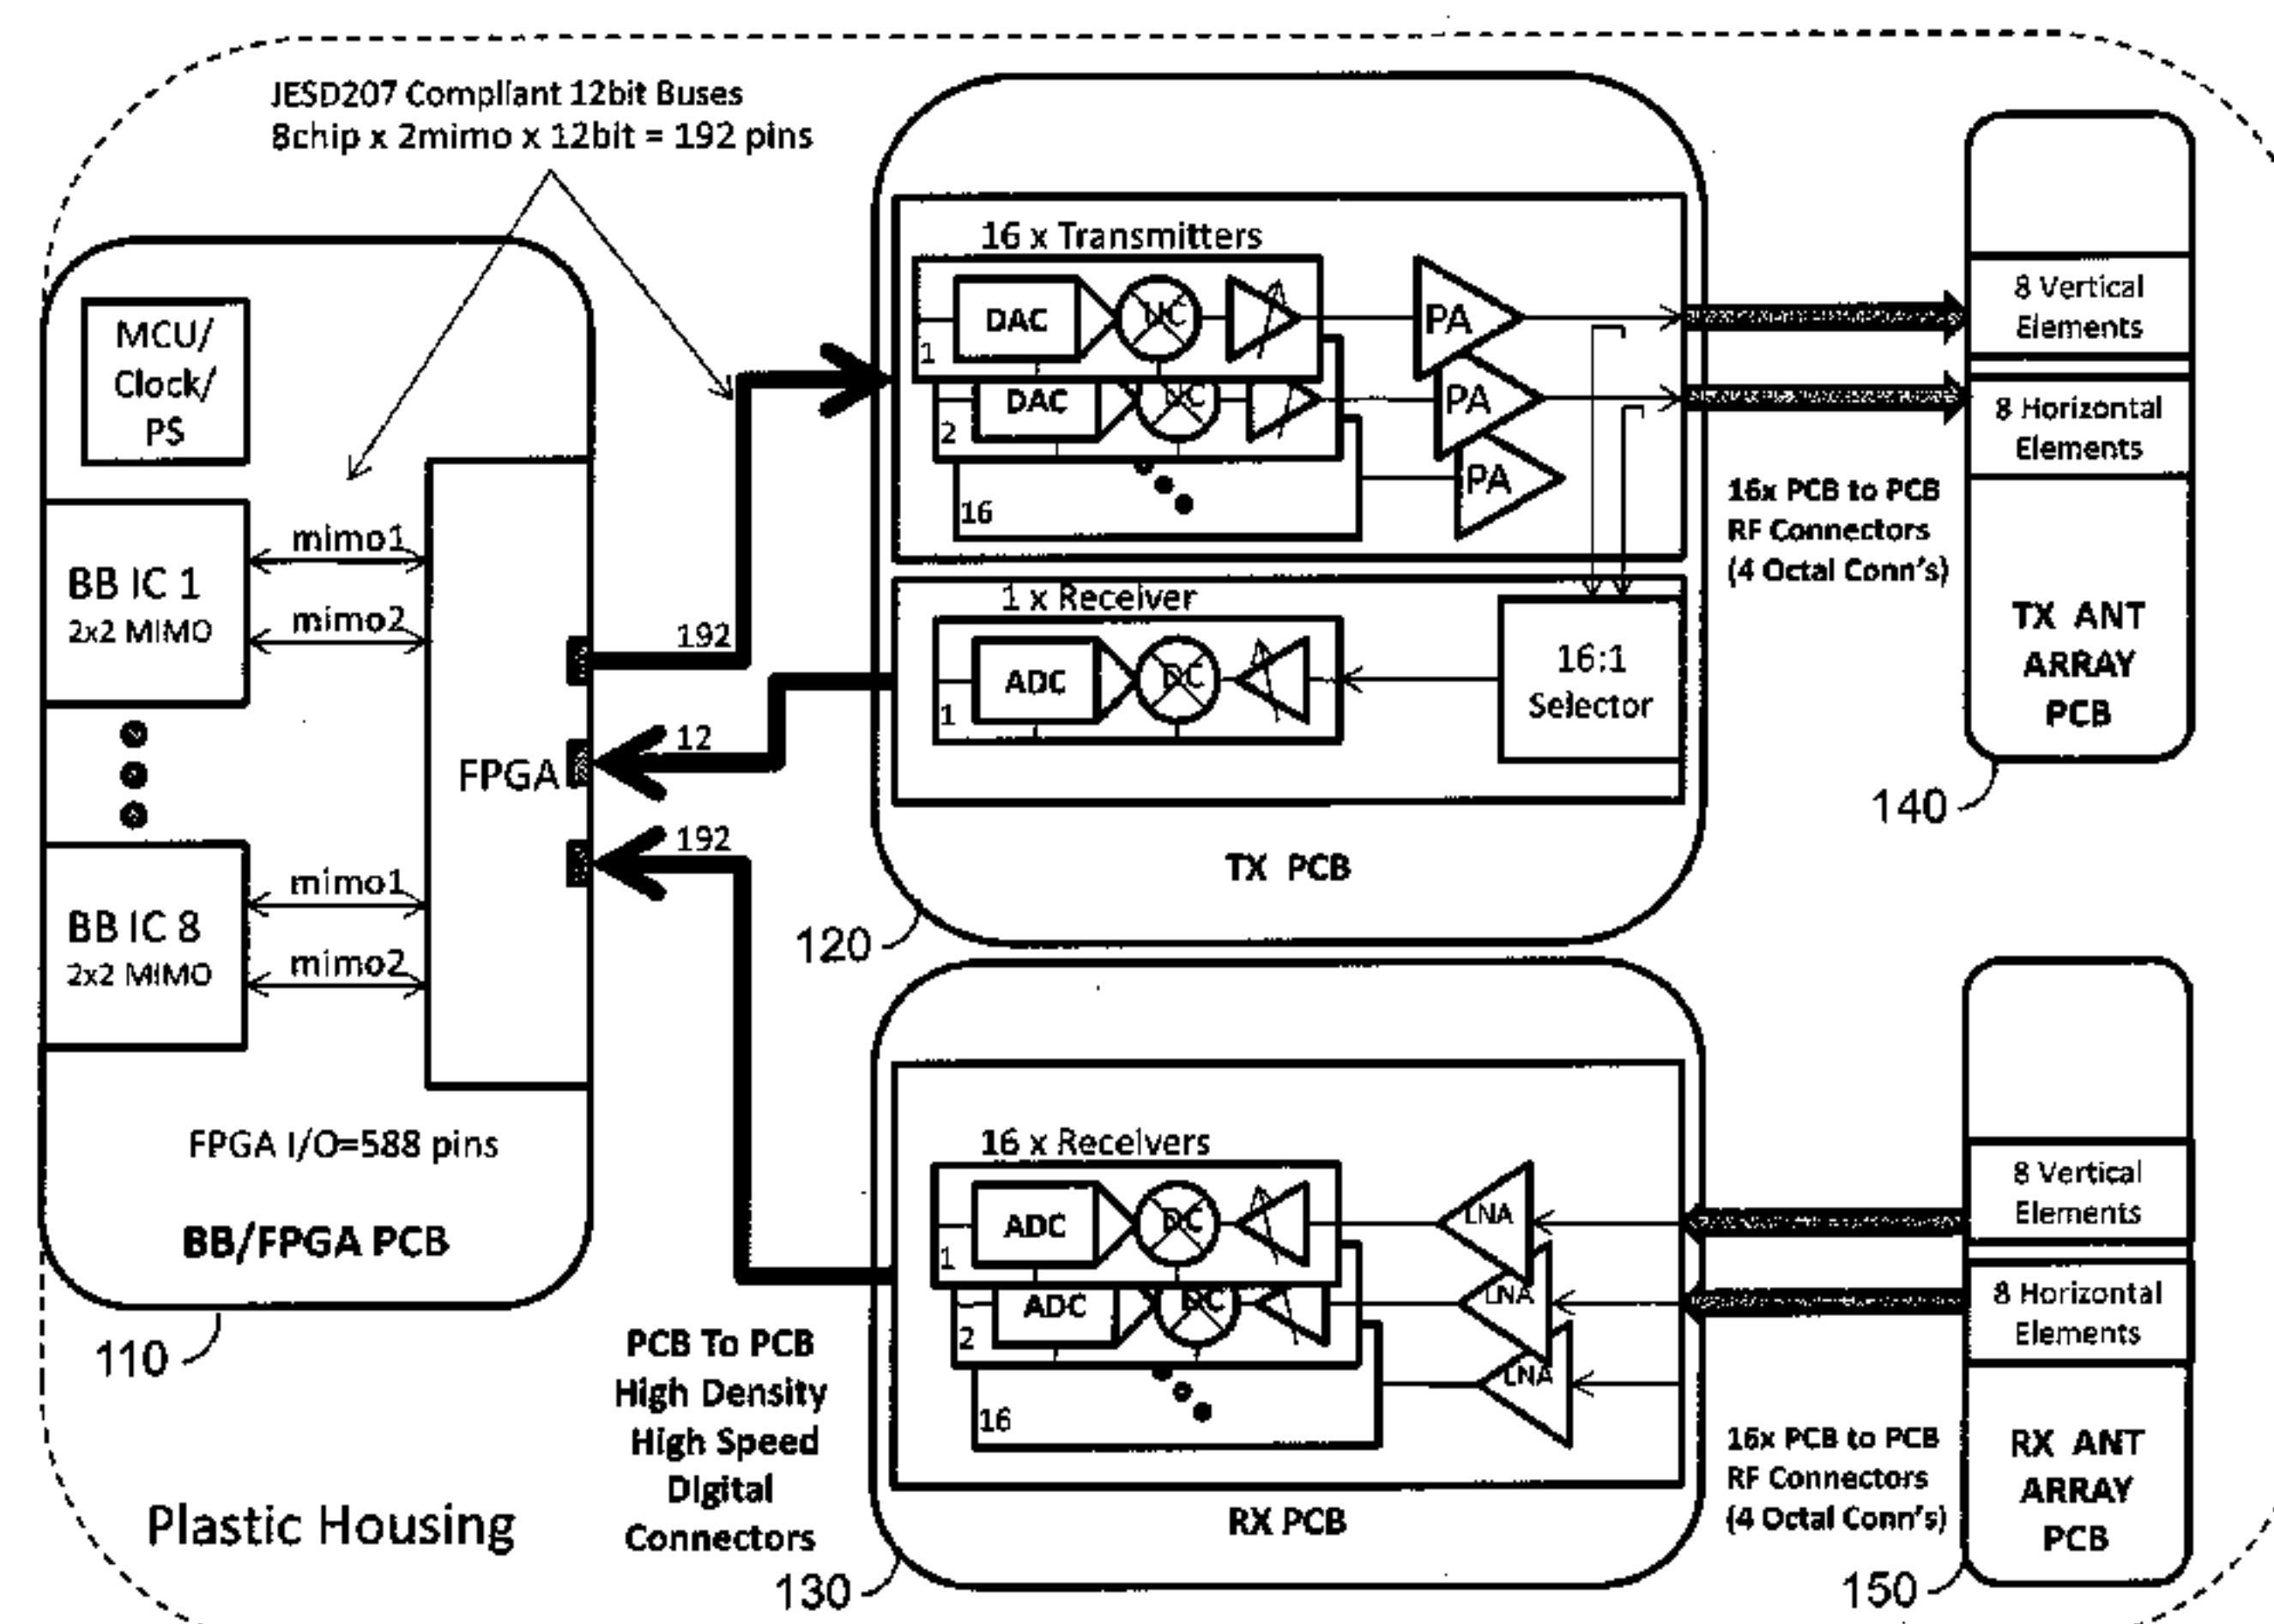 JESD207 Compliant 12bit Buses
8chip x 2mimo x 12bit = 192 pins
MCU/
Clock/
PS
BB IC 1
2x2 MIMO
mimo1
mimo2
BB IC 8
2x2 MIMO
mimo1
mimo2
FPGA
192
12
192
FPGA I/O=588 pins
BB/FPGA PCB
110
Plastic Housing
PCB To PCB
High Density
High Speed
Digital
Connectors
16 x Transmitters
1
DAC
UC
PA
2
DAC
UC
PA
16
PA
1 x Receiver
1
ADC
DC
16:1
Selector
TX PCB
120
16 x Receivers
1
ADC
DC
LNA
2
ADC
DC
LNA
16
LNA
RX PCB
130
8 Vertical
Elements
8 Horizontal
Elements
16x PCB to PCB
RF Connectors
(4 Octal Conn's)
TX ANT
ARRAY
PCB
140
8 Vertical
Elements
8 Horizontal
Elements
16x PCB to PCB
RF Connectors
(4 Octal Conn's)
RX ANT
ARRAY
PCB
150